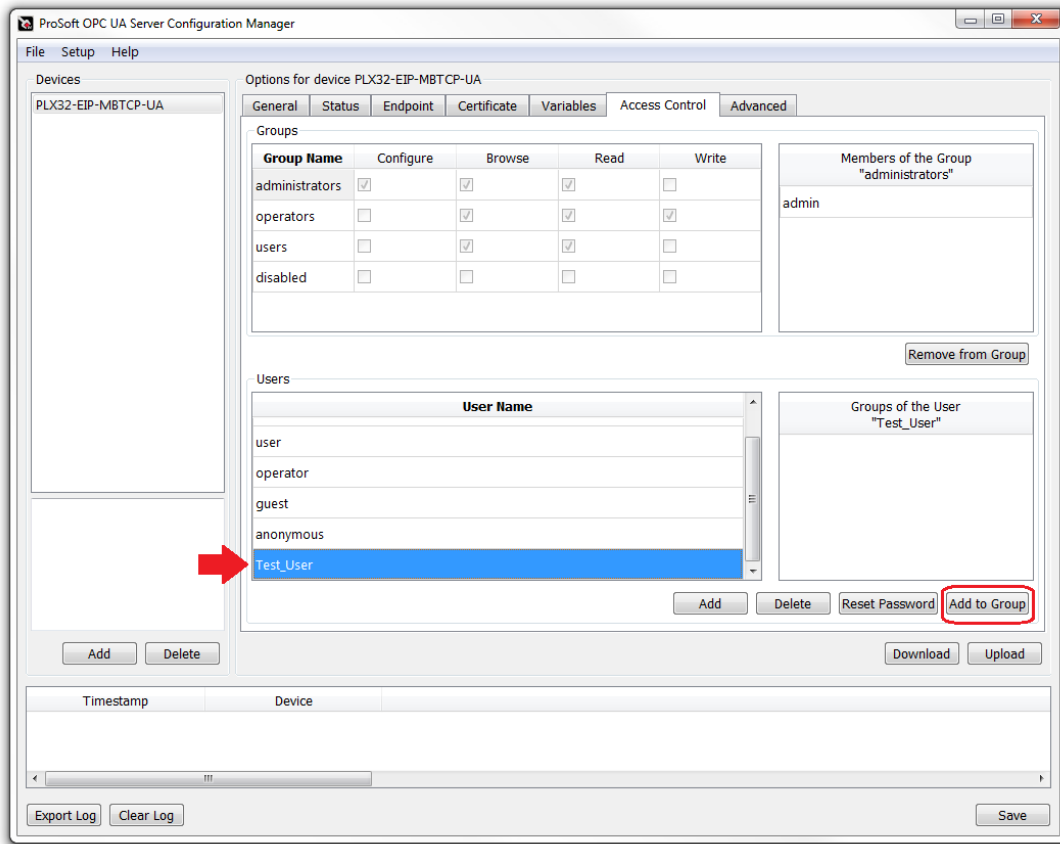 ProSoft OPC UA Server Configuration Manager
File Setup Help
Devices
PLX32-EIP-MBTCP-UA
Add Delete
Options for device PLX32-EIP-MBTCP-UA
General Status Endpoint Certificate Variables Access Control Advanced
Groups
Group Name Configure Browse Read Write
administrators
operators
users
disabled
Members of the Group
"administrators"
admin
Remove from Group
Users
User Name
user
operator
guest
anonymous
Test_User
Groups of the User
"Test_User"
Add Delete Reset Password Add to Group
Download Upload
Timestamp Device
Export Log Clear Log Save